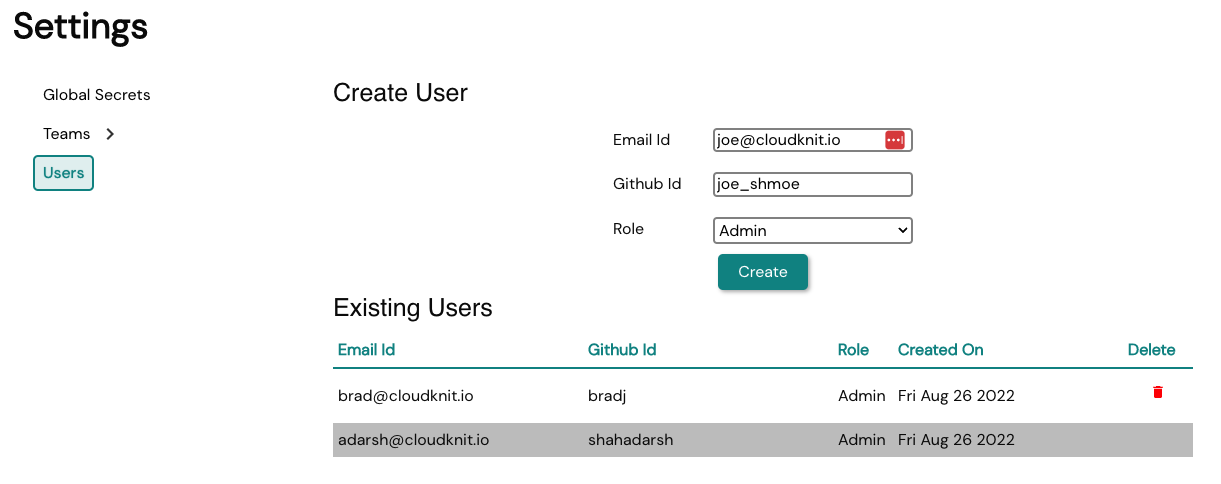 Settings
Global Secrets
Teams
Users
Create User
Email Id joe@cloudknit.io
Github Id joe_shmoe
Role Admin
Create
Existing Users
Email Id Github Id Role Created On Delete
brad@cloudknit.io bradj Admin Fri Aug 26 2022
adarsh@cloudknit.io shahadarsh Admin Fri Aug 26 2022